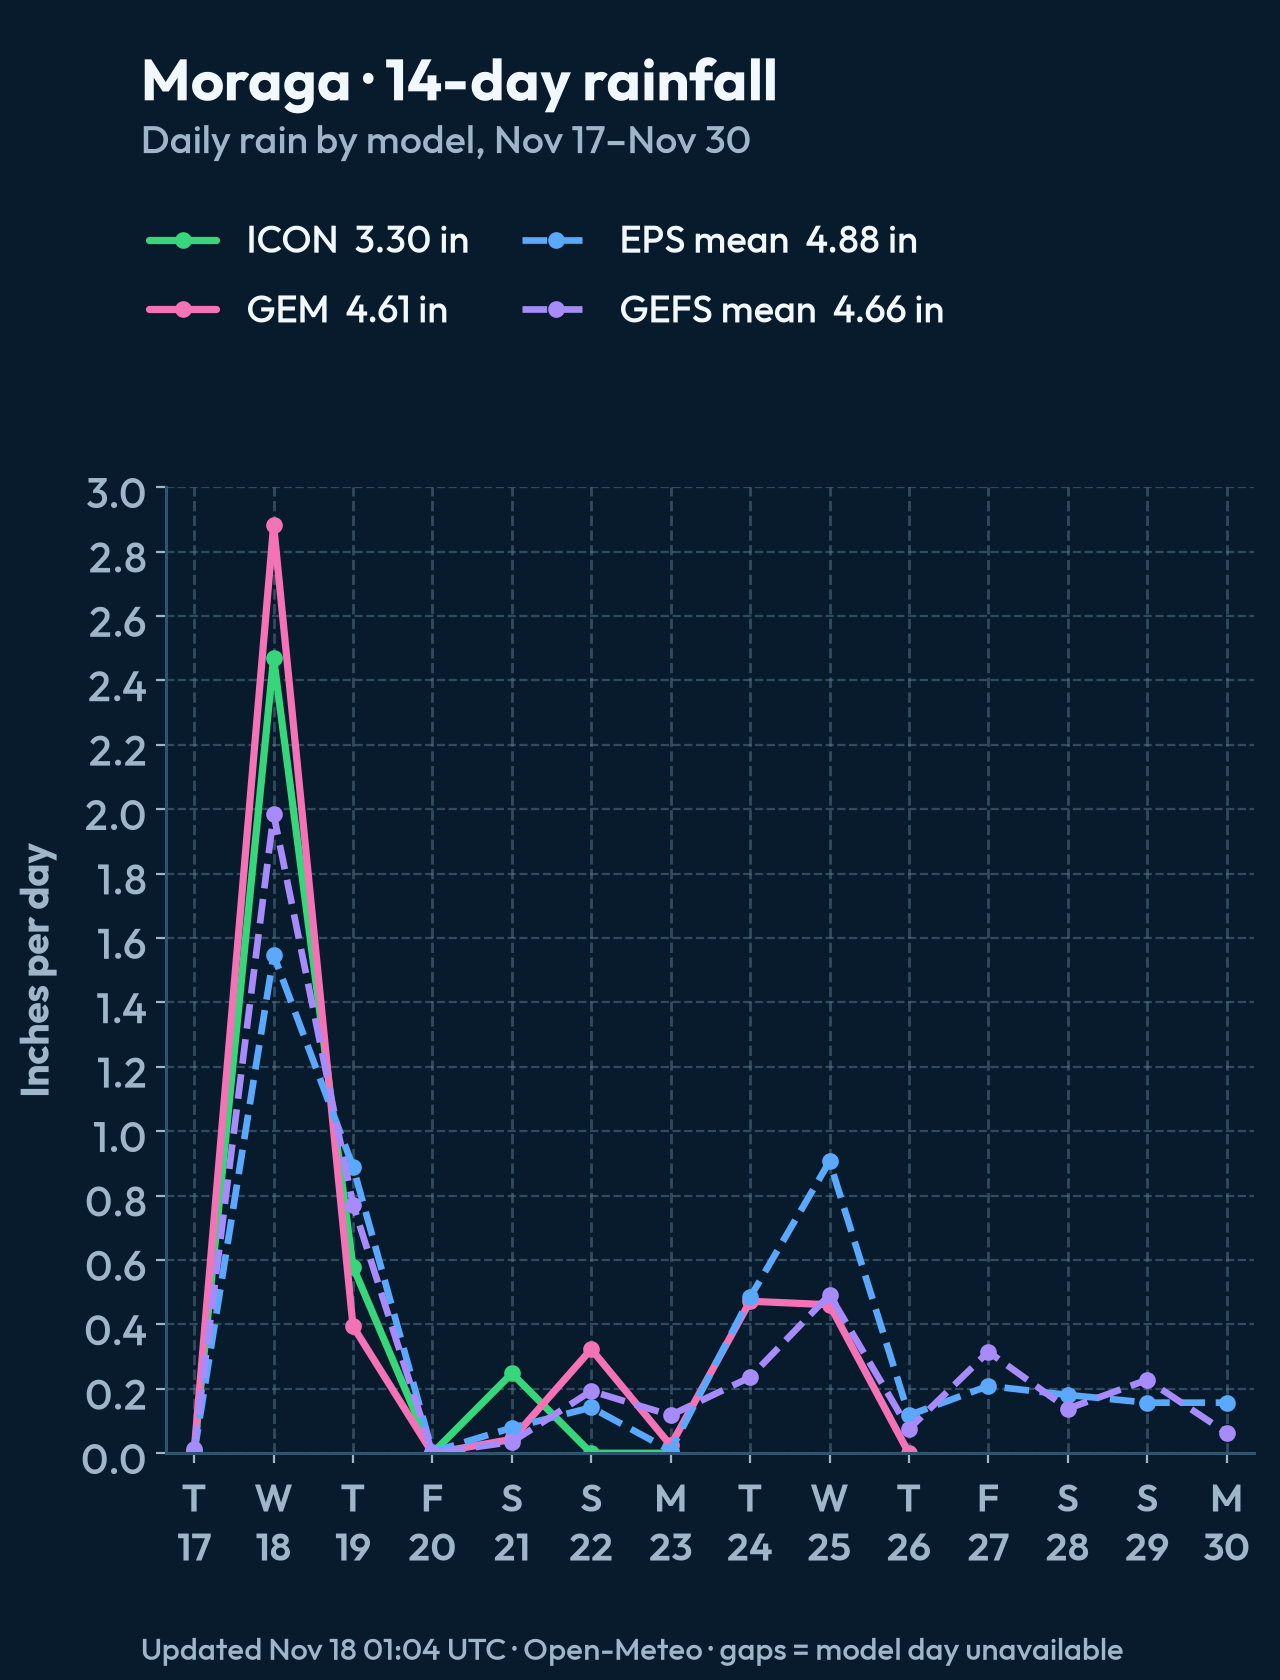 Moraga · 14-day rainfall
Daily rain by model, Nov 17–Nov 30
ICON 3.30 in
EPS mean 4.88 in
GEM 4.61 in
GEFS mean 4.66 in
Inches per day
3.0
2.8
2.6
2.4
2.2
2.0
1.8
1.6
1.4
1.2
1.0
0.8
0.6
0.4
0.2
0.0
T W T F S S M T W T F S S M
17 18 19 20 21 22 23 24 25 26 27 28 29 30
Updated Nov 18 01:04 UTC · Open-Meteo · gaps = model day unavailable